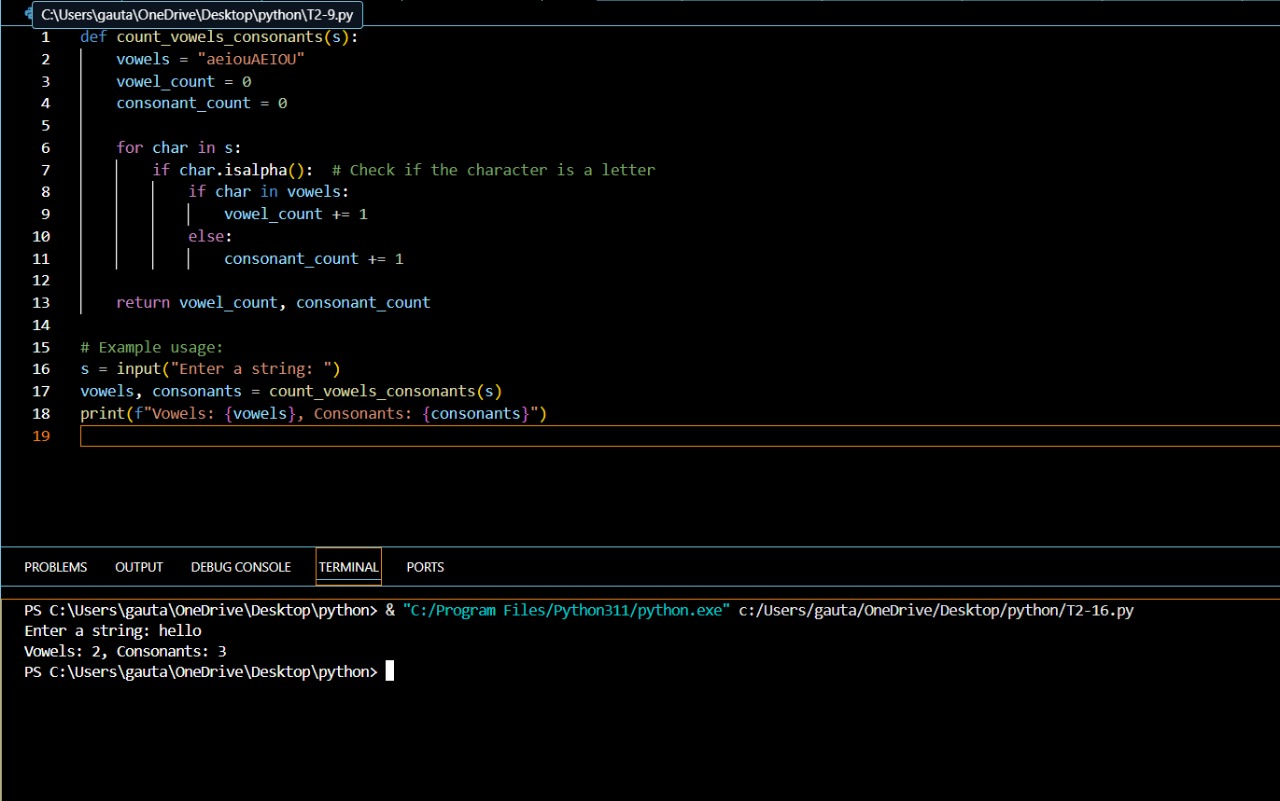 C:\Users\gauta\OneDrive\Desktop\python\T2-9.py
1 def count_vowels_consonants(s):
2     vowels = "aeiouAEIOU"
3     vowel_count = 0
4     consonant_count = 0
5
6     for char in s:
7         if char.isalpha():  # Check if the character is a letter
8             if char in vowels:
9                 vowel_count += 1
10             else:
11                 consonant_count += 1
12
13     return vowel_count, consonant_count
14
15 # Example usage:
16 s = input("Enter a string: ")
17 vowels, consonants = count_vowels_consonants(s)
18 print(f"Vowels: {vowels}, Consonants: {consonants}")
19
PROBLEMS OUTPUT DEBUG CONSOLE TERMINAL PORTS
PS C:\Users\gauta\OneDrive\Desktop\python> & "C:/Program Files/Python311/python.exe" c:/Users/gauta/OneDrive/Desktop/python/T2-16.py
Enter a string: hello
Vowels: 2, Consonants: 3
PS C:\Users\gauta\OneDrive\Desktop\python>